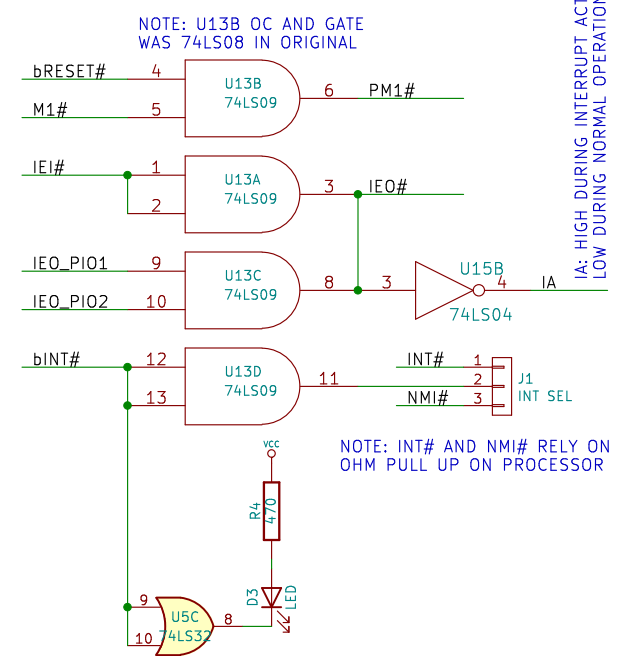 NOTE: U13B OC AND GATE
WAS 74LS08 IN ORIGINAL
bRESET#
4
M1#
5
U13B
74LS09
6
PM1#
IA: HIGH DURING INTERRUPT ACT
LOW DURING NORMAL OPERATION
IEI#
1
2
U13A
74LS09
3
IEO#
IEO_PIO1
9
IEO_PIO2
10
U13C
74LS09
8
3
U15B
74LS04
4
IA
bINT#
12
13
U13D
74LS09
11
INT#
1
2
NMI#
3
J1
INT SEL
NOTE: INT# AND NMI# RELY ON
OHM PULL UP ON PROCESSOR
VCC
R4
470
D3
LED
9
10
U5C
74LS32
8